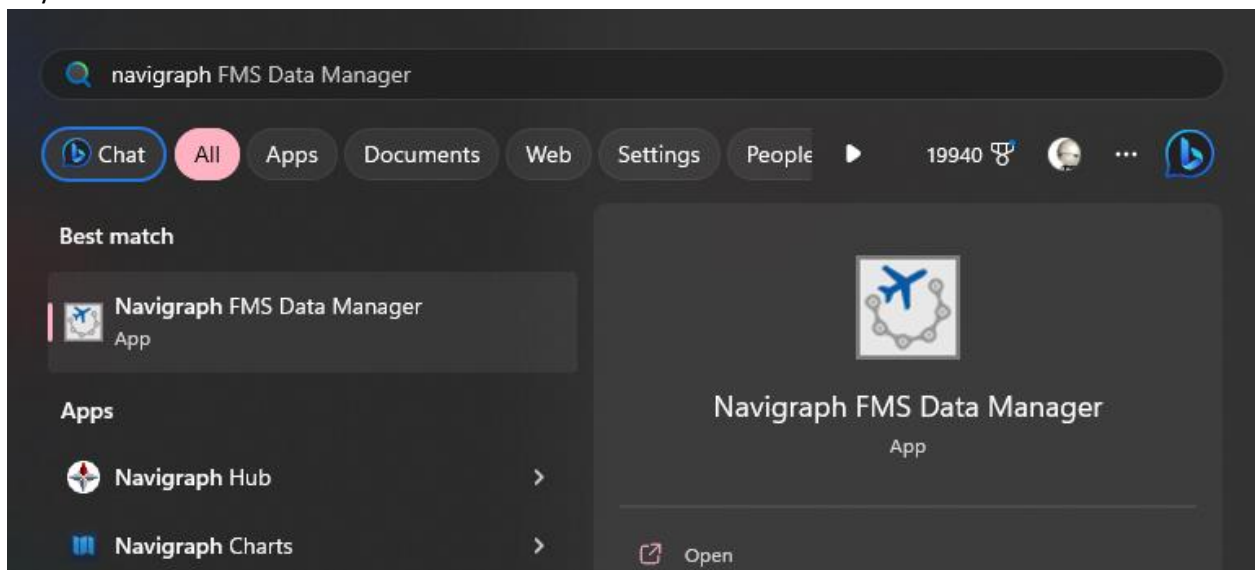 navigraph FMS Data Manager
Chat All Apps Documents Web Settings People 19940 ...
Best match
Navigraph FMS Data Manager
App
Navigraph FMS Data Manager
App
Apps
Navigraph Hub
Navigraph Charts
Open